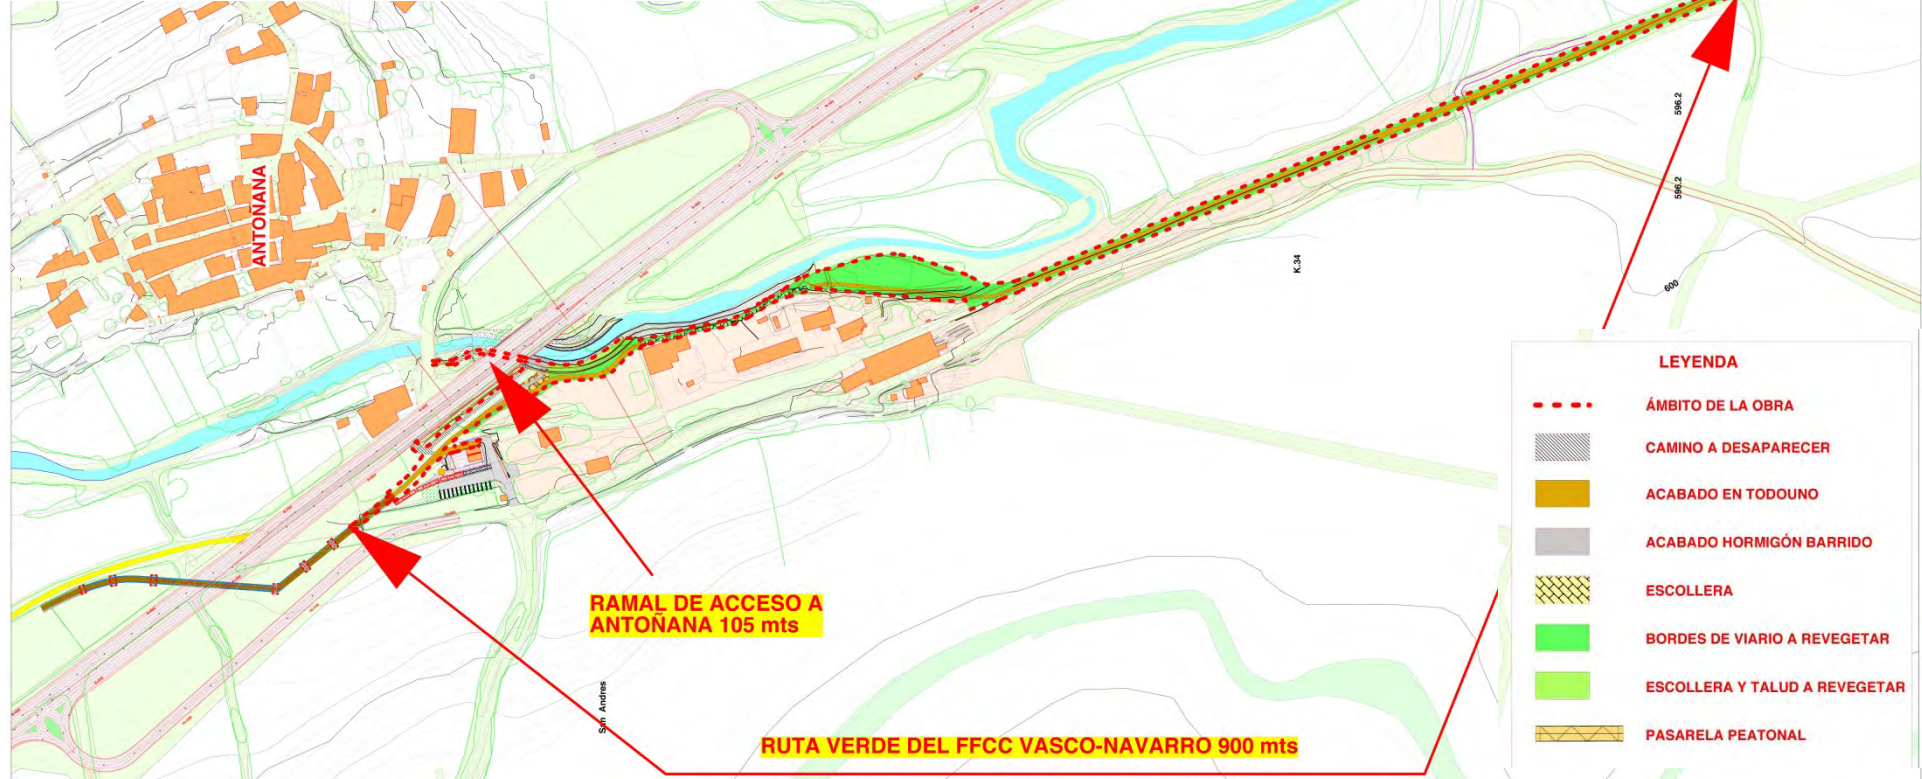 ANTOÑANA
596.2
596.2
K.34
600
LEYENDA
ÁMBITO DE LA OBRA
CAMINO A DESAPARECER
ACABADO EN TODOUNO
ACABADO HORMIGÓN BARRIDO
ESCOLLERA
BORDES DE VIARIO A REVEGETAR
ESCOLLERA Y TALUD A REVEGETAR
PASARELA PEATONAL
RAMAL DE ACCESO A
ANTOÑANA 105 mts
San Andres
RUTA VERDE DEL FFCC VASCO-NAVARRO 900 mts